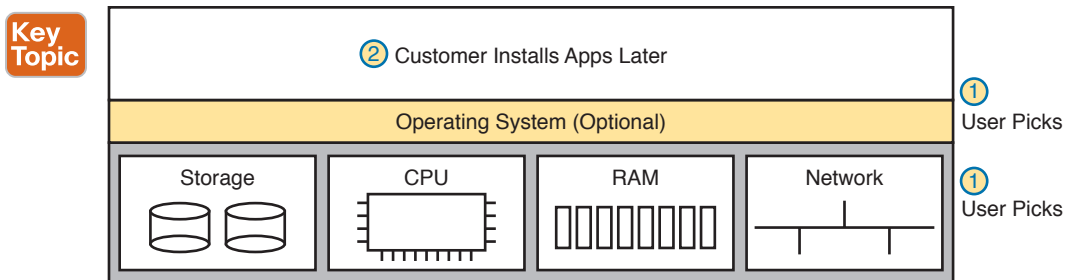 Key
Topic
2 Customer Installs Apps Later
1
Operating System (Optional)
User Picks
Storage
CPU
RAM
Network
1
User Picks